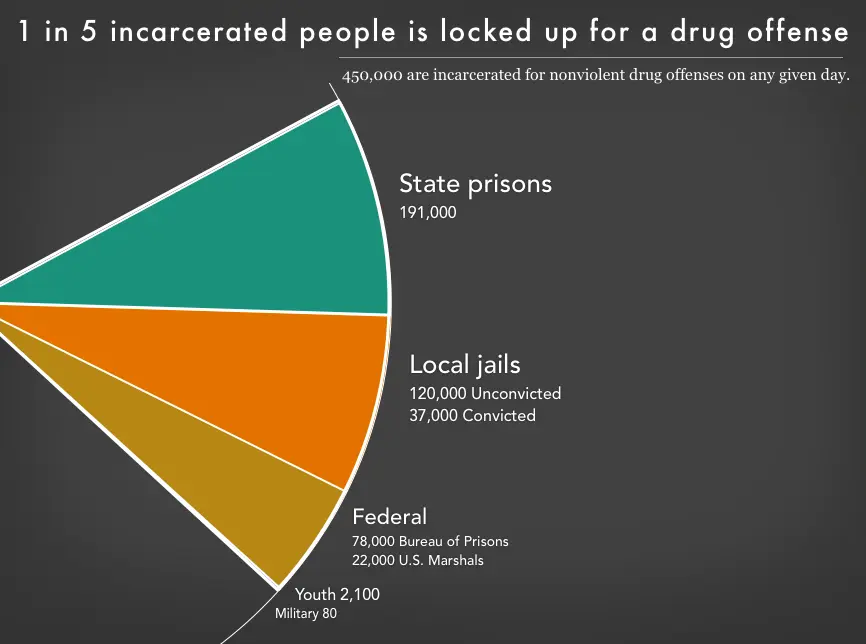 1 in 5 incarcerated people is locked up for a drug offense
450,000 are incarcerated for nonviolent drug offenses on any given day.
State prisons
191,000
Local jails
120,000 Unconvicted
37,000 Convicted
Federal
78,000 Bureau of Prisons
22,000 U.S. Marshals
Youth 2,100
Military 80